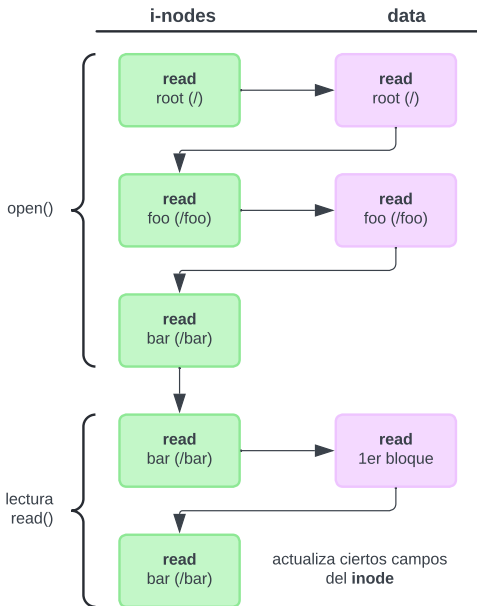 i-nodes data
read
root (/)
read
root (/)
open()
read
foo (/foo)
read
foo (/foo)
read
bar (/bar)
lectura
read()
read
bar (/bar)
read
1er bloque
read
bar (/bar)
actualiza ciertos campos
del inode